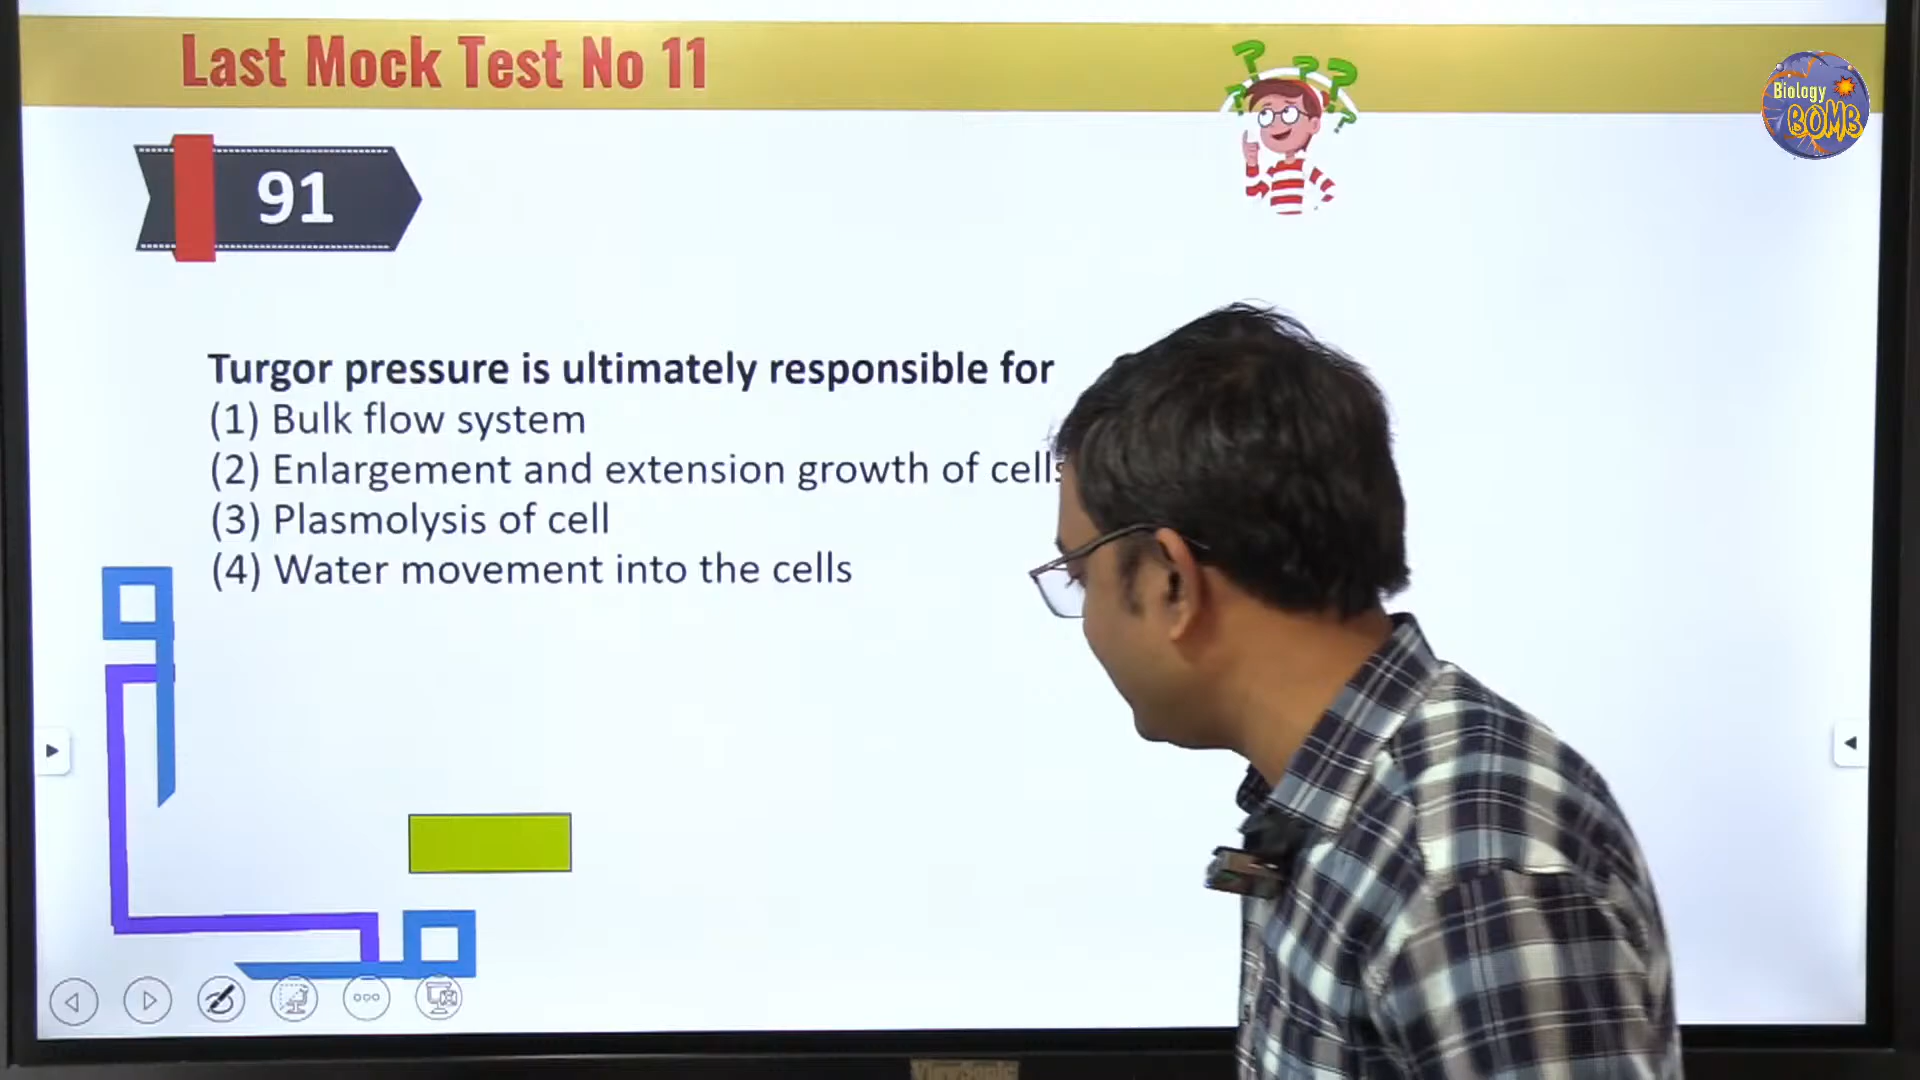 Last Mock Test No 11
Biology
BOMB
91
Turgor pressure is ultimately responsible for
(1) Bulk flow system
(2) Enlargement and extension growth of cells
(3) Plasmolysis of cell
(4) Water movement into the cells
ViewSonic